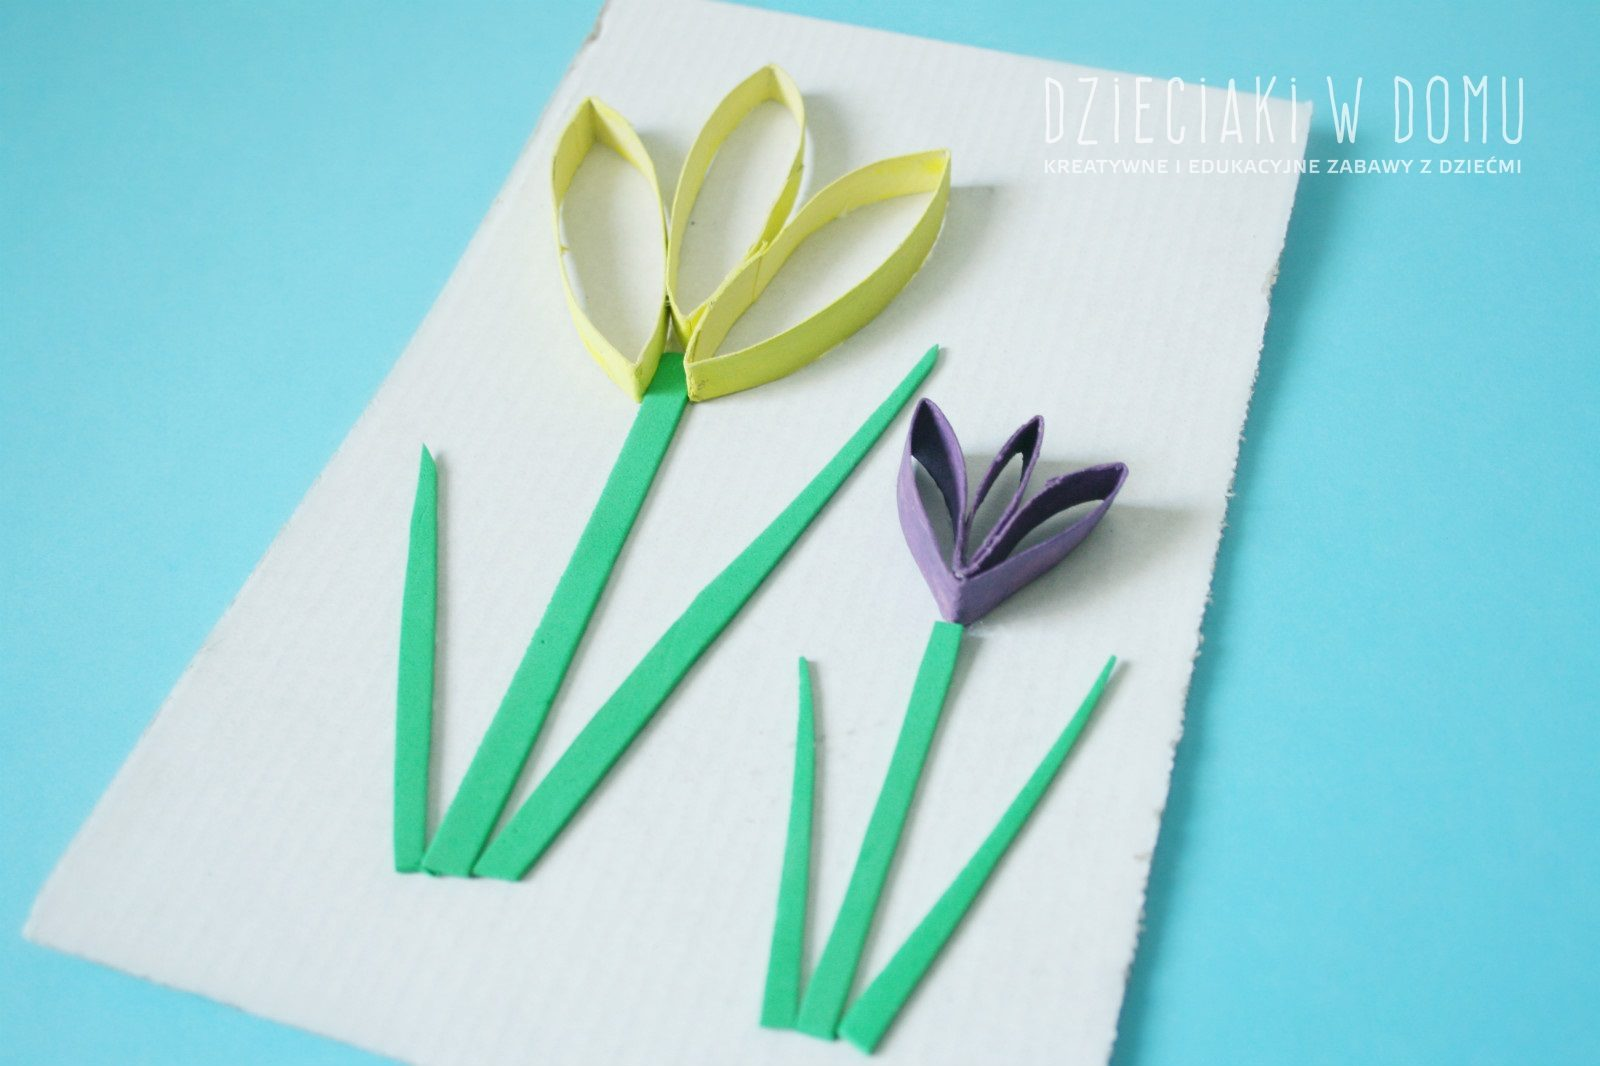 DZiECiAKi W DOMU
KREATYWNE I EDUKACYJNE ZABAWY Z DZIEĆMI